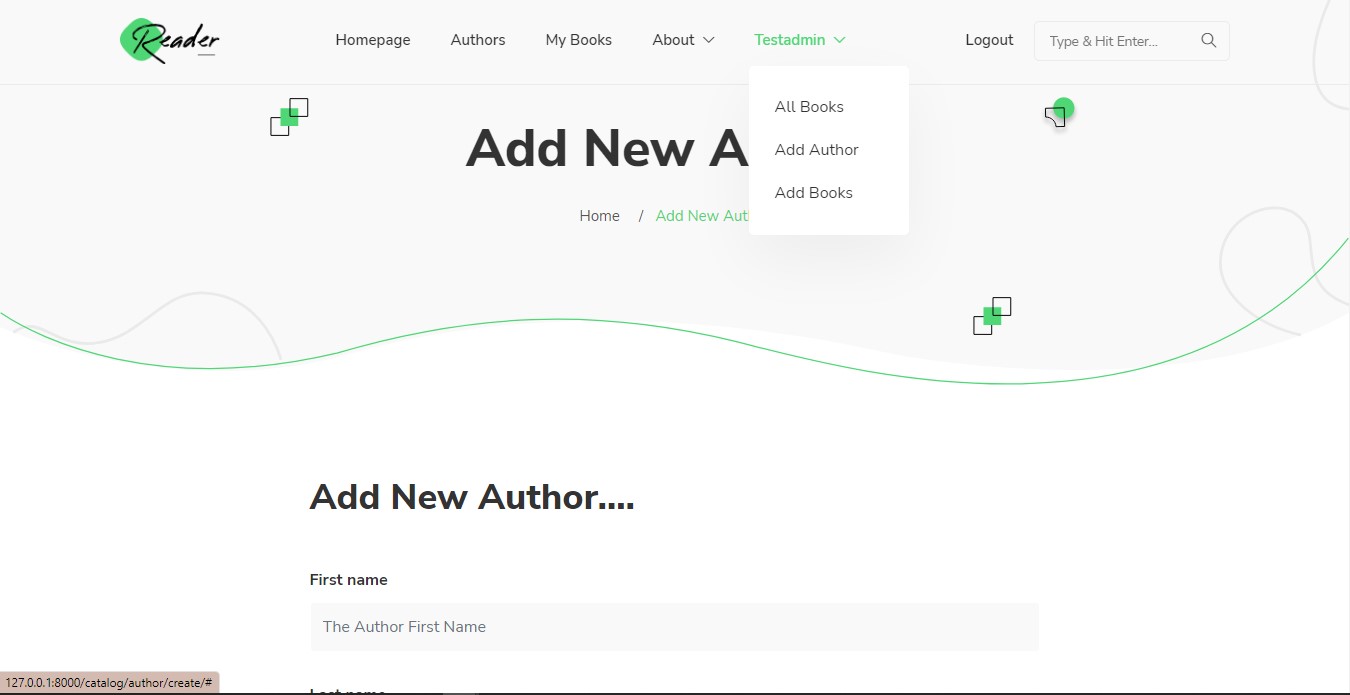 Reader
Homepage Authors My Books About Testadmin Logout Type & Hit Enter...
All Books
Add Author
Add Books
Add New A
Home / Add New Aut
Add New Author....
First name
The Author First Name
Last name
127.0.0.1:8000/catalog/author/create/#